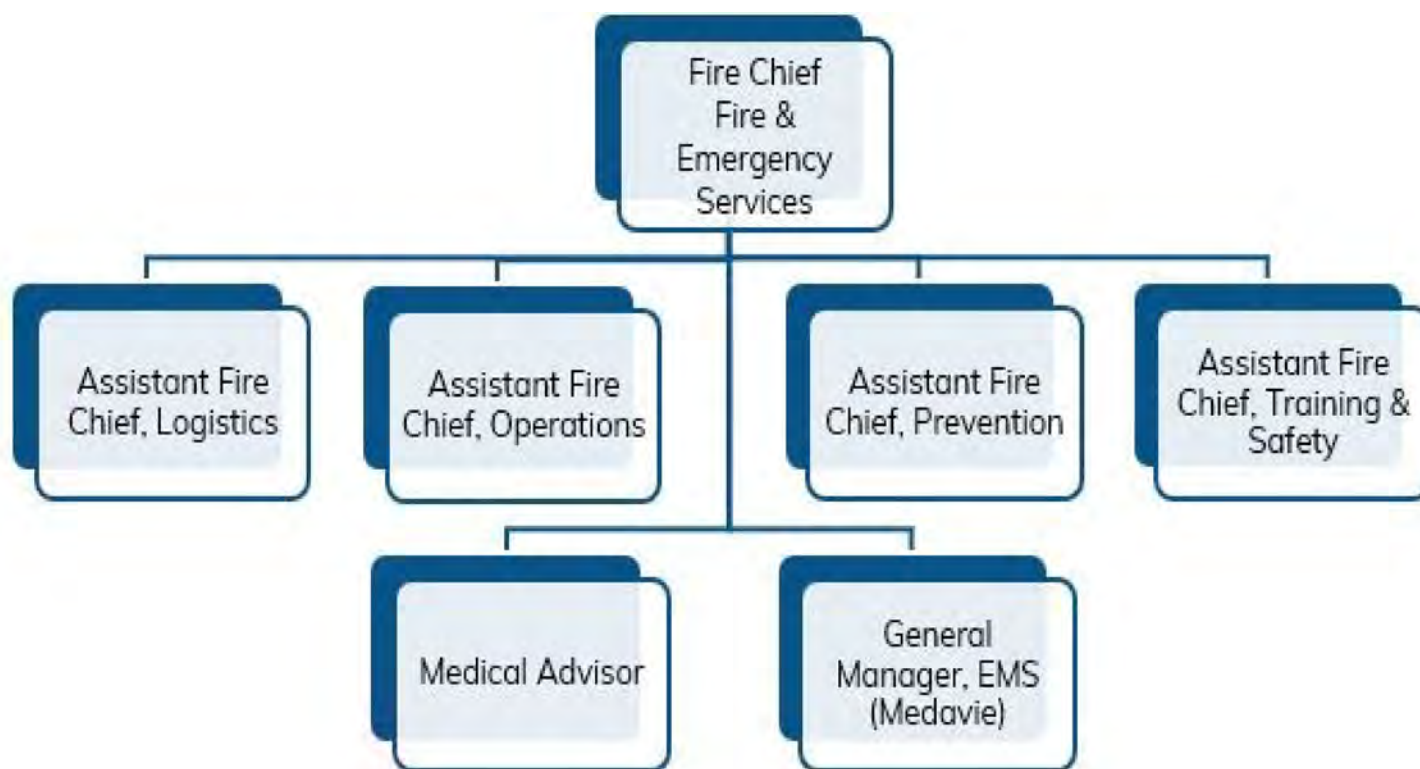 Fire Chief
Fire &
Emergency
Services
Assistant Fire
Chief, Logistics
Assistant Fire
Chief, Operations
Assistant Fire
Chief, Prevention
Assistant Fire
Chief, Training &
Safety
Medical Advisor
General
Manager, EMS
(Medavie)